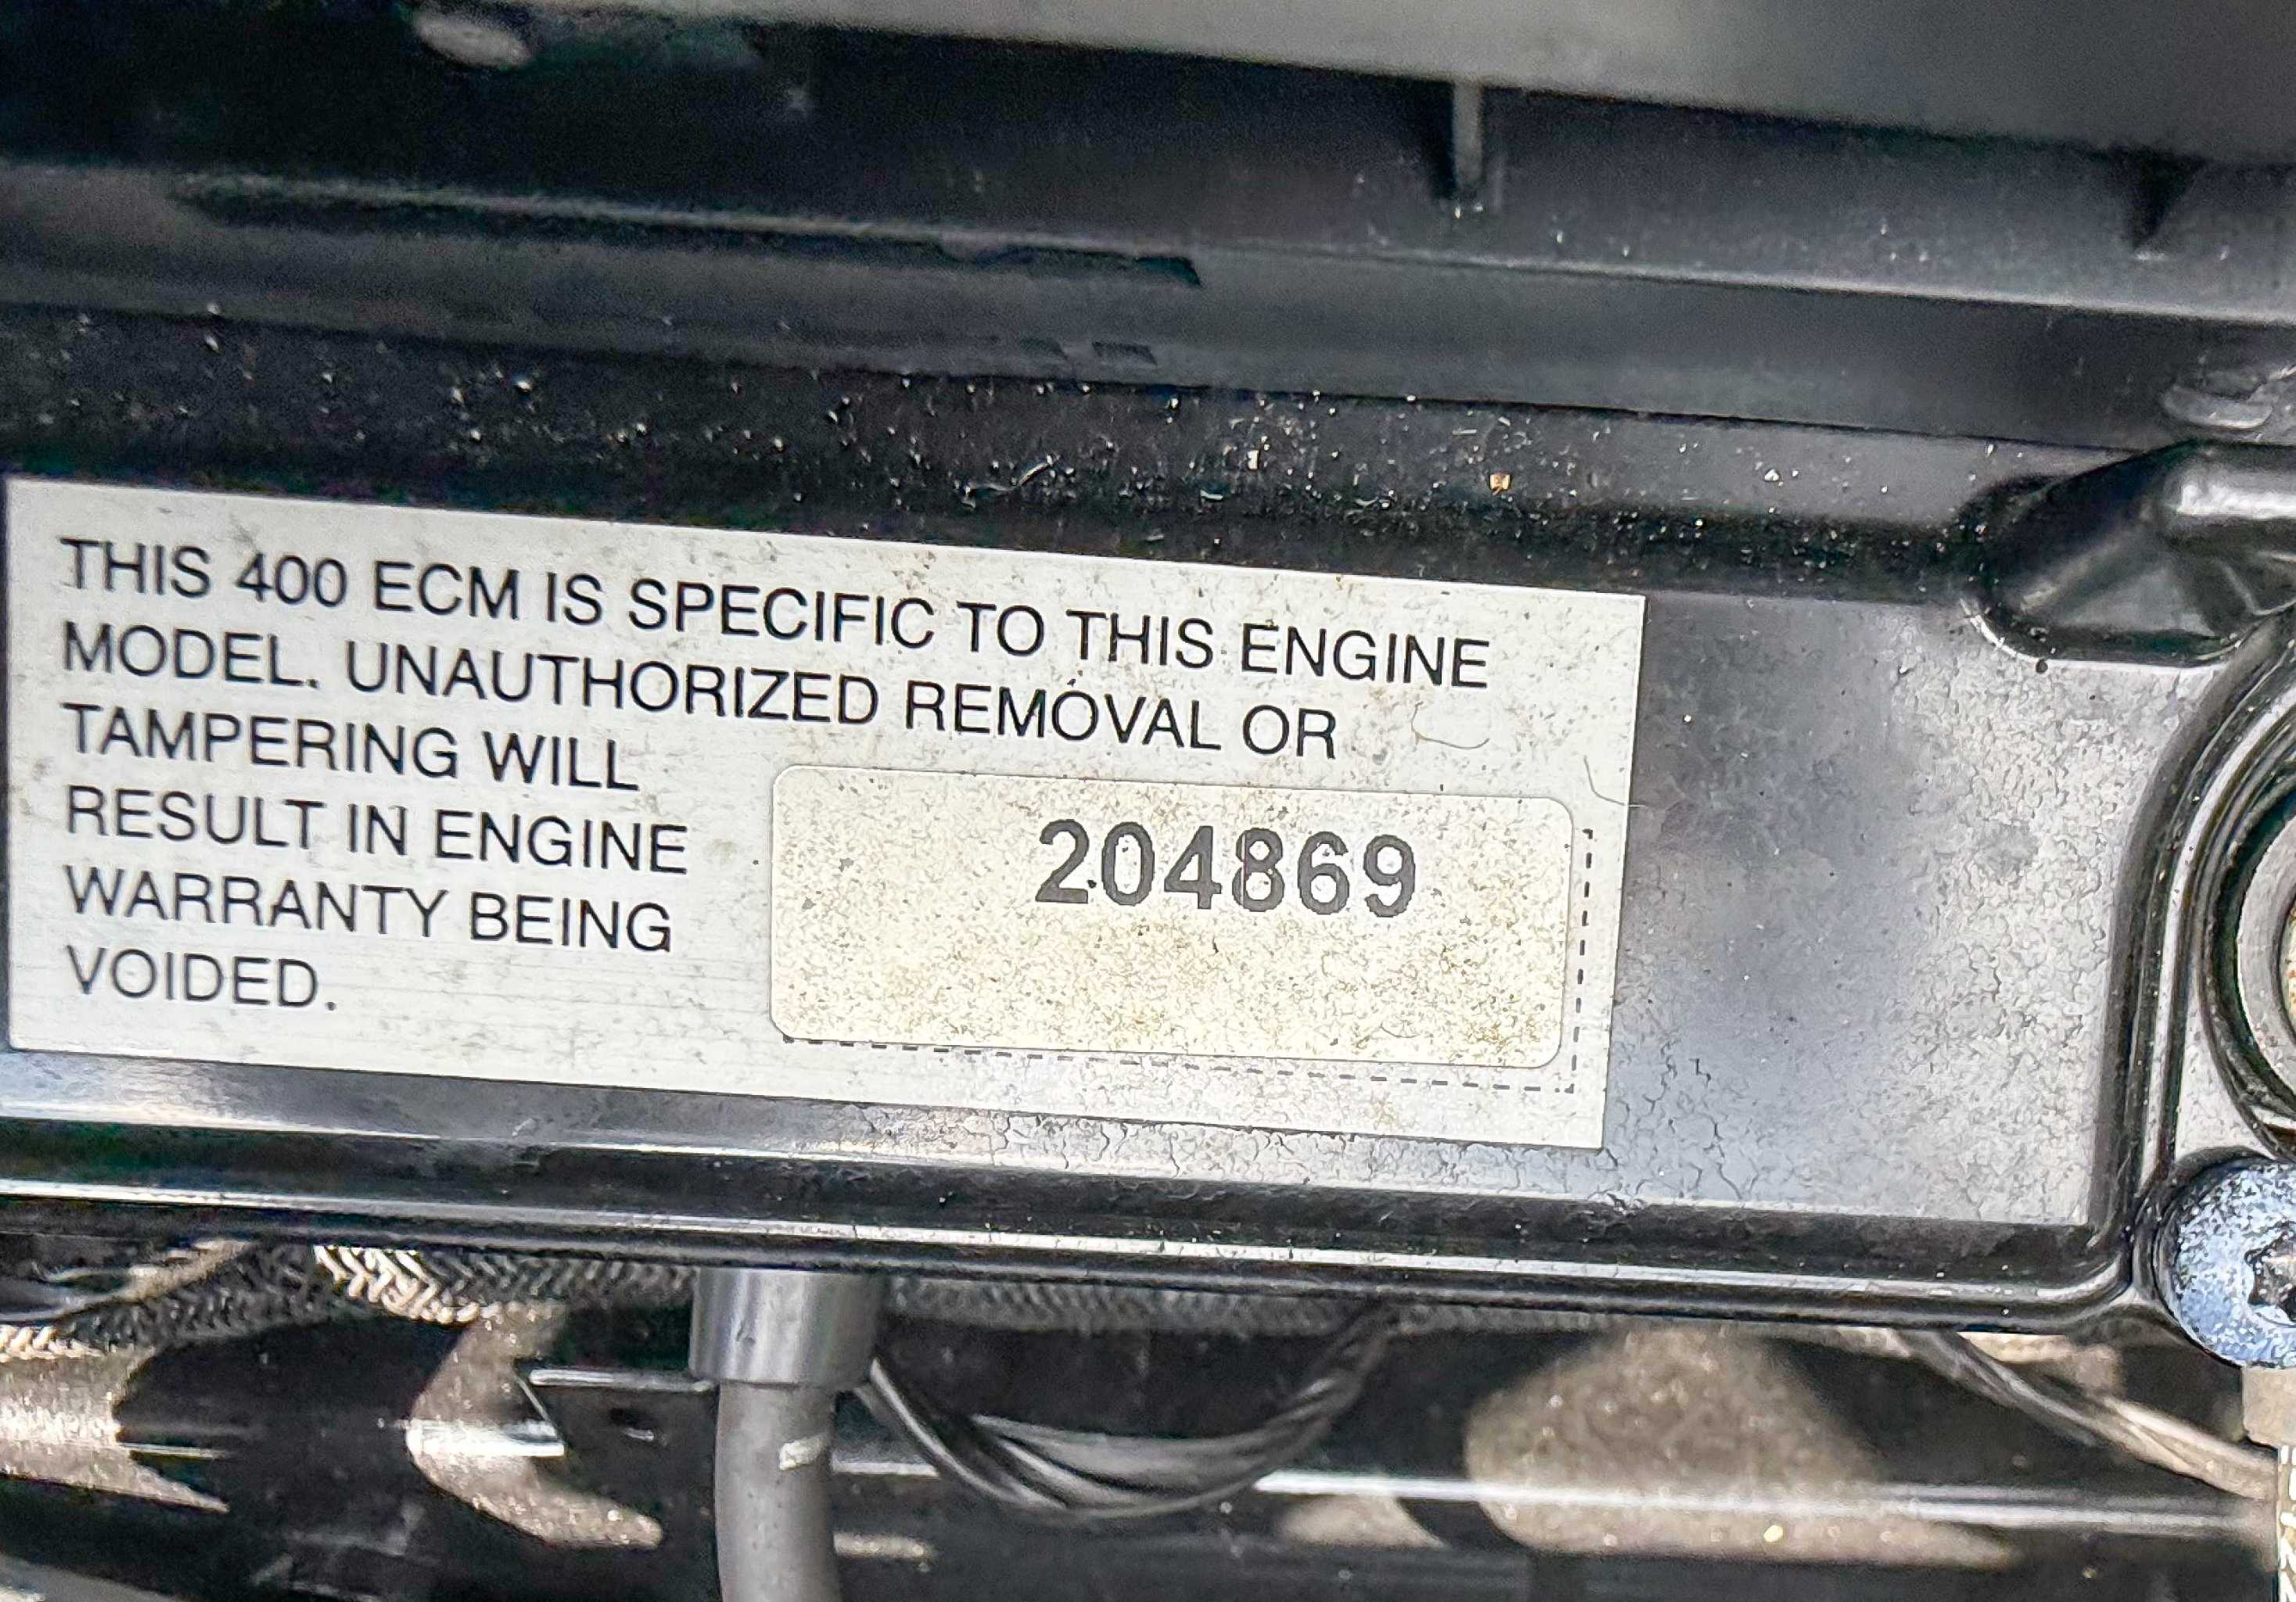 THIS 400 ECM IS SPECIFIC TO THIS ENGINE
MODEL. UNAUTHORIZED REMOVAL OR
TAMPERING WILL
RESULT IN ENGINE
WARRANTY BEING
VOIDED.
204869